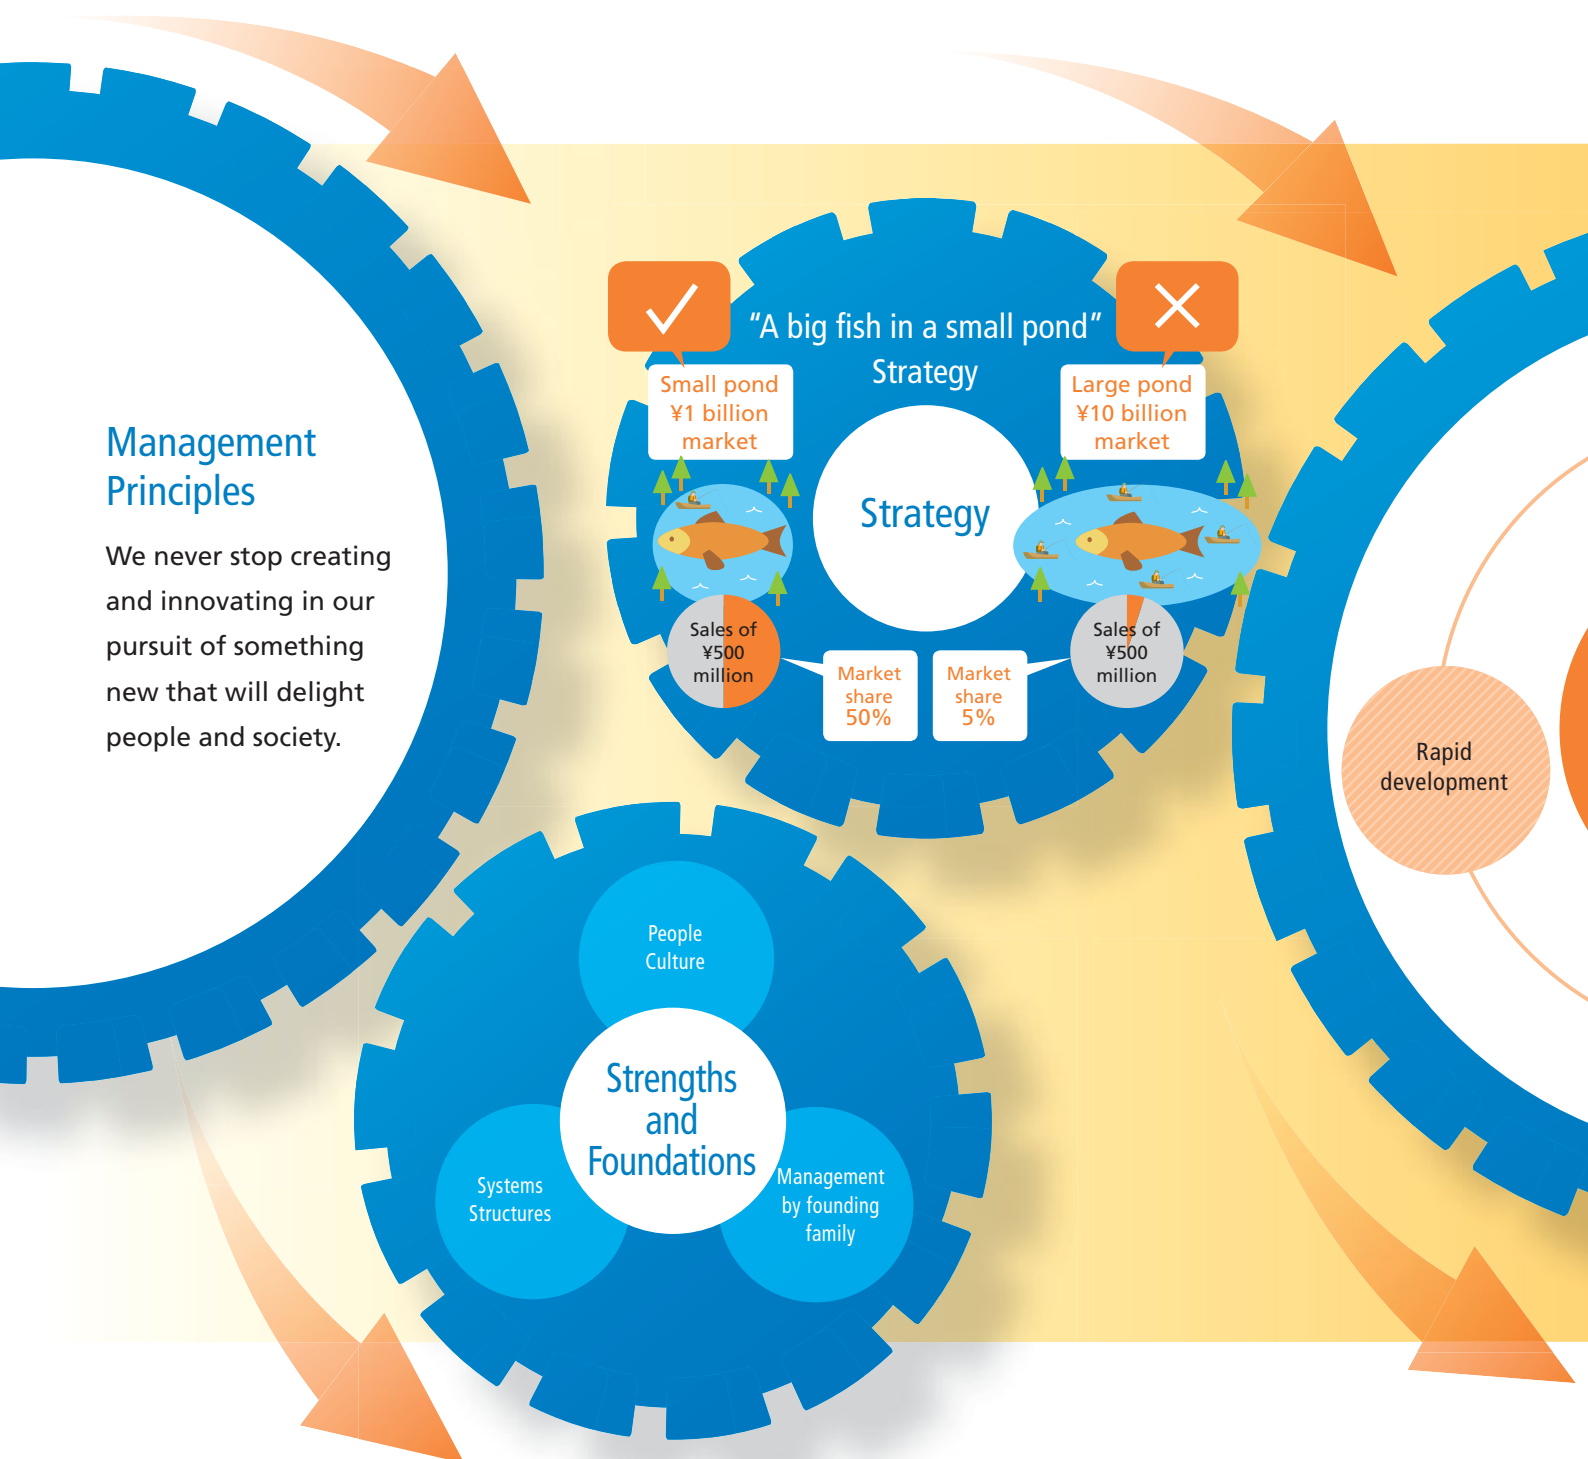 Management
Principles
We never stop creating
and innovating in our
pursuit of something
new that will delight
people and society.
"A big fish in a small pond"
Strategy
Small pond
¥1 billion
market
Large pond
¥10 billion
market
Strategy
Sales of
¥500
million
Market
share
50%
Market
share
5%
Sales of
¥500
million
Rapid
development
People
Culture
Strengths
and
Foundations
Systems
Structures
Management
by founding
family